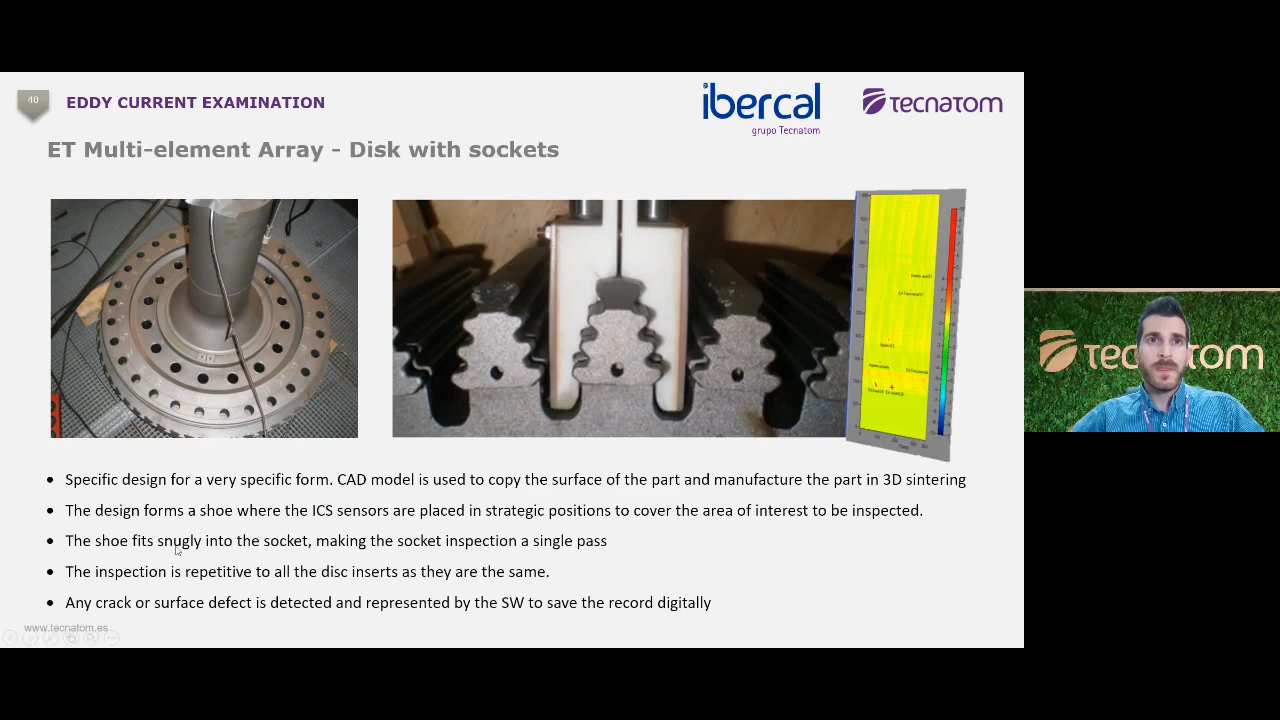 40
EDDY CURRENT EXAMINATION
ibercal
grupo Tecnatom
TECNATOM
ET Multi-element Array - Disk with sockets
• Specific design for a very specific form. CAD model is used to copy the surface of the part and manufacture the part in 3D sintering
• The design forms a shoe where the ICS sensors are placed in strategic positions to cover the area of interest to be inspected.
• The shoe fits snugly into the socket, making the socket inspection a single pass
• The inspection is repetitive to all the disc inserts as they are the same.
• Any crack or surface defect is detected and represented by the SW to save the record digitally
www.tecnatom.es